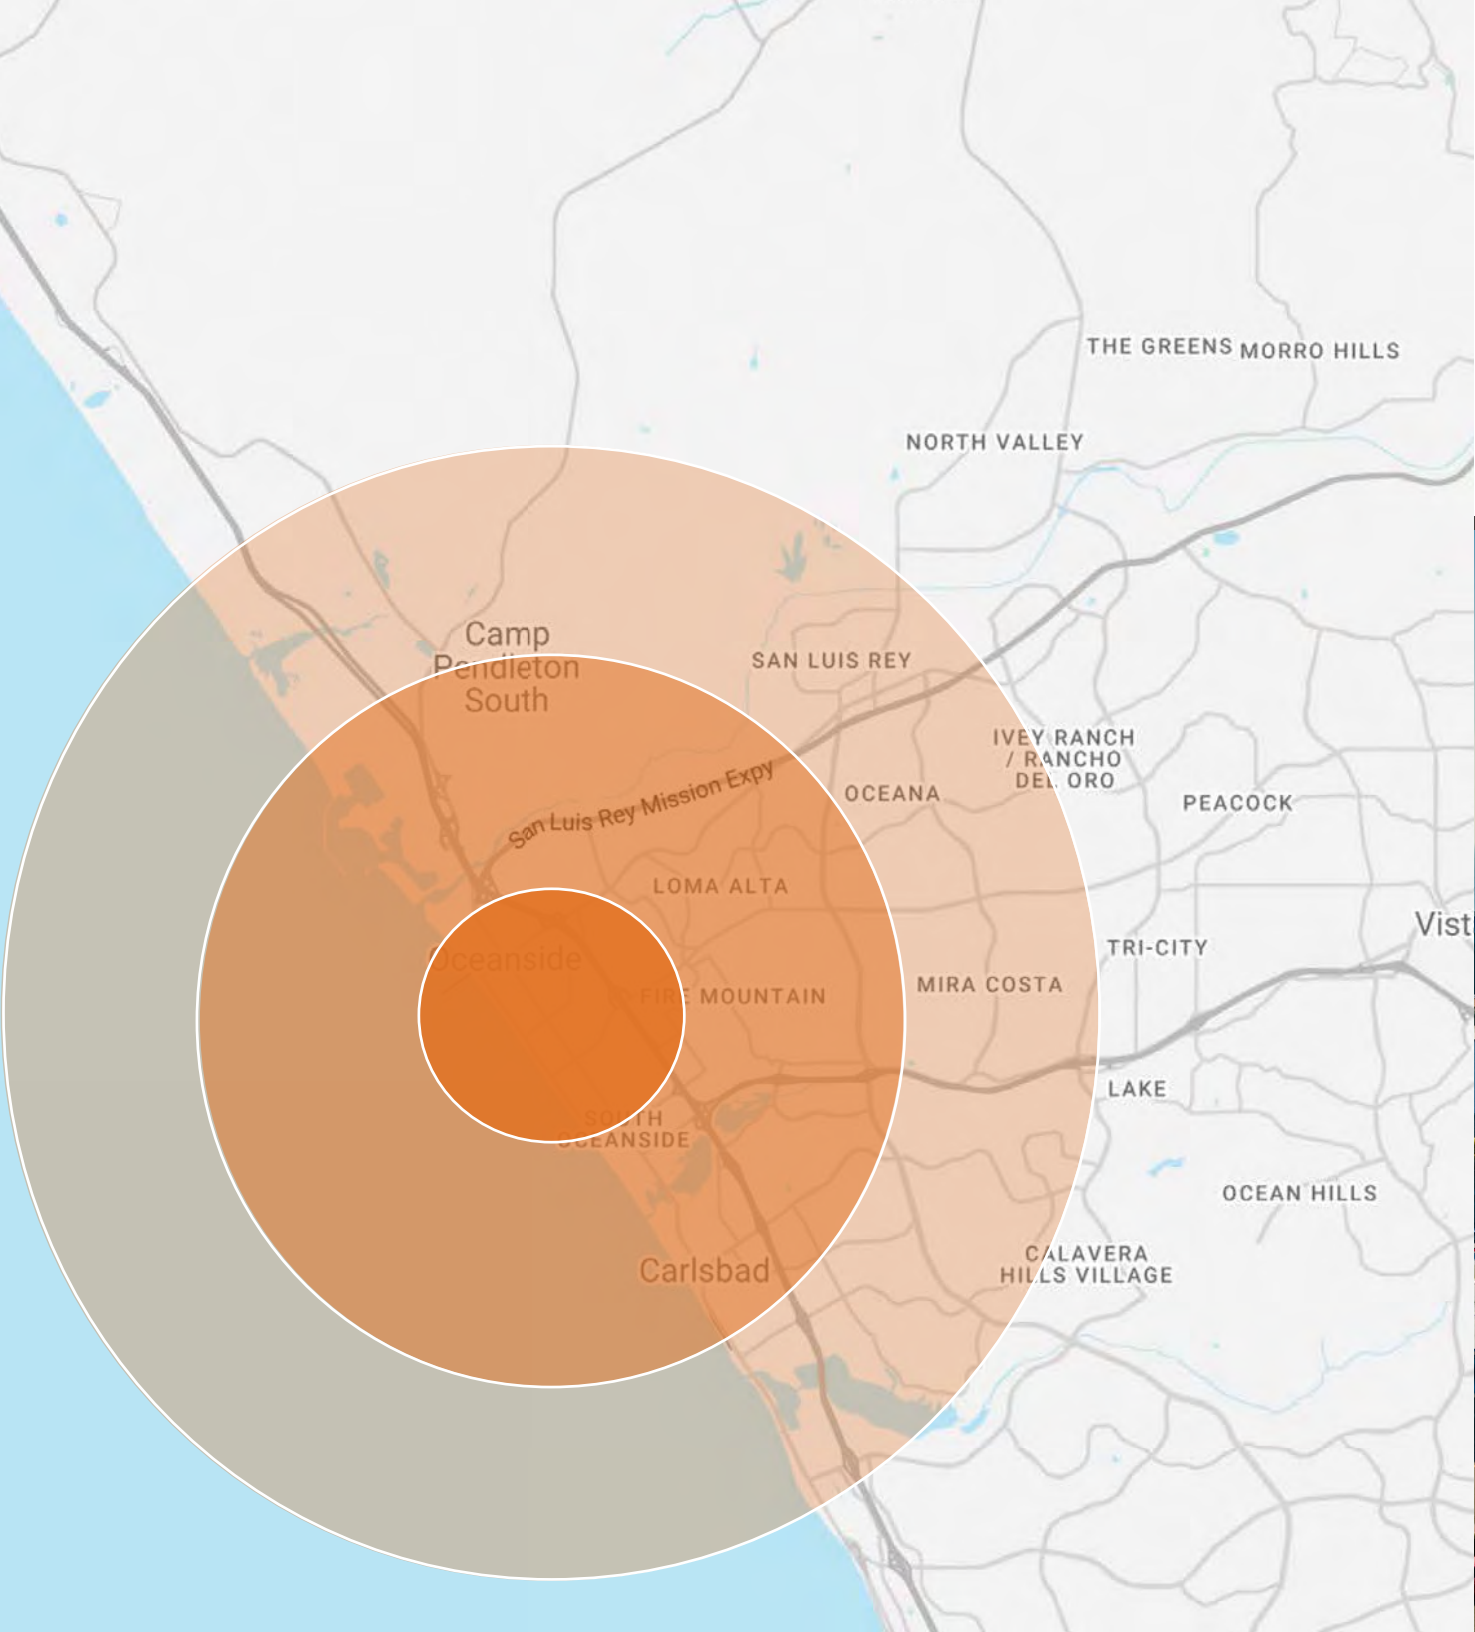 THE GREENS
MORRO HILLS
NORTH VALLEY
Camp
Pendleton
South
SAN LUIS REY
IVEY RANCH
/ RANCHO
DEL ORO
San Luis Rey Mission Expy
OCEANA
PEACOCK
LOMA ALTA
Vist
TRI-CITY
Oceanside
MIRA COSTA
FIRE MOUNTAIN
LAKE
SOUTH
OCEANSIDE
OCEAN HILLS
CALAVERA
HILLS VILLAGE
Carlsbad